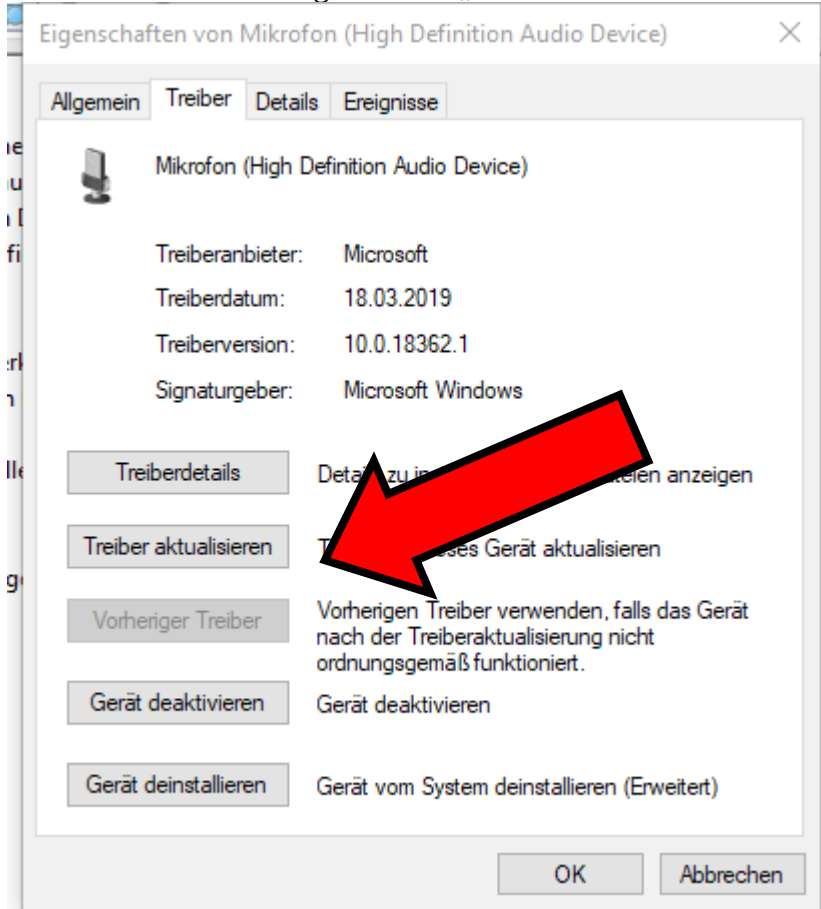 Eigenschaften von Mikrofon (High Definition Audio Device)
Allgemein Treiber Details Ereignisse
Mikrofon (High Definition Audio Device)
Treiberanbieter: Microsoft
Treiberdatum: 18.03.2019
Treiberversion: 10.0.18362.1
Signaturgeber: Microsoft Windows
Treiberdetails zu anzeigen
Treiber aktualisieren Gerät aktualisieren
Vorheriger Treiber
Vorherigen Treiber verwenden, falls das Gerät
nach der Treiberaktualisierung nicht
ordnungsgemäß funktioniert.
Gerät deaktivieren Gerät deaktivieren
Gerät deinstallieren Gerät vom System deinstallieren (Erweitert)
OK Abbrechen